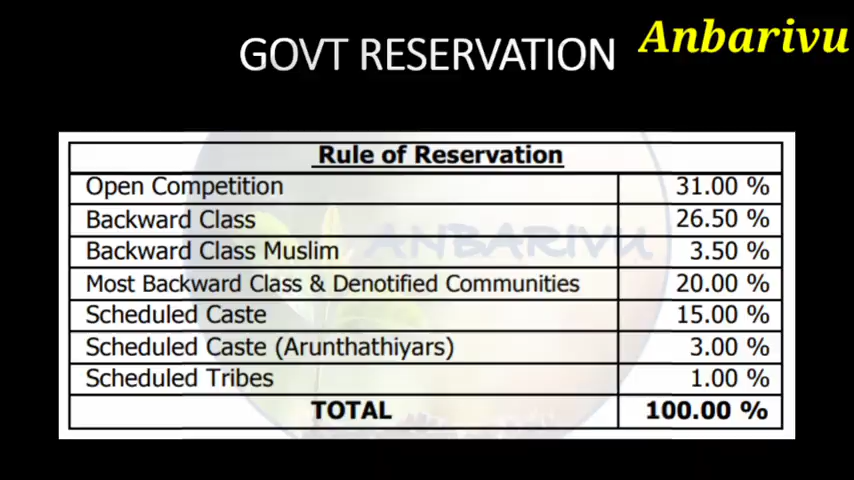 GOVT RESERVATION
Anbarivu
Rule of Reservation
Open Competition 31.00 %
Backward Class 26.50 %
Backward Class Muslim 3.50 %
Most Backward Class & Denotified Communities 20.00 %
Scheduled Caste 15.00 %
Scheduled Caste (Arunthathiyars) 3.00 %
Scheduled Tribes 1.00 %
TOTAL 100.00 %
ANBARIVU